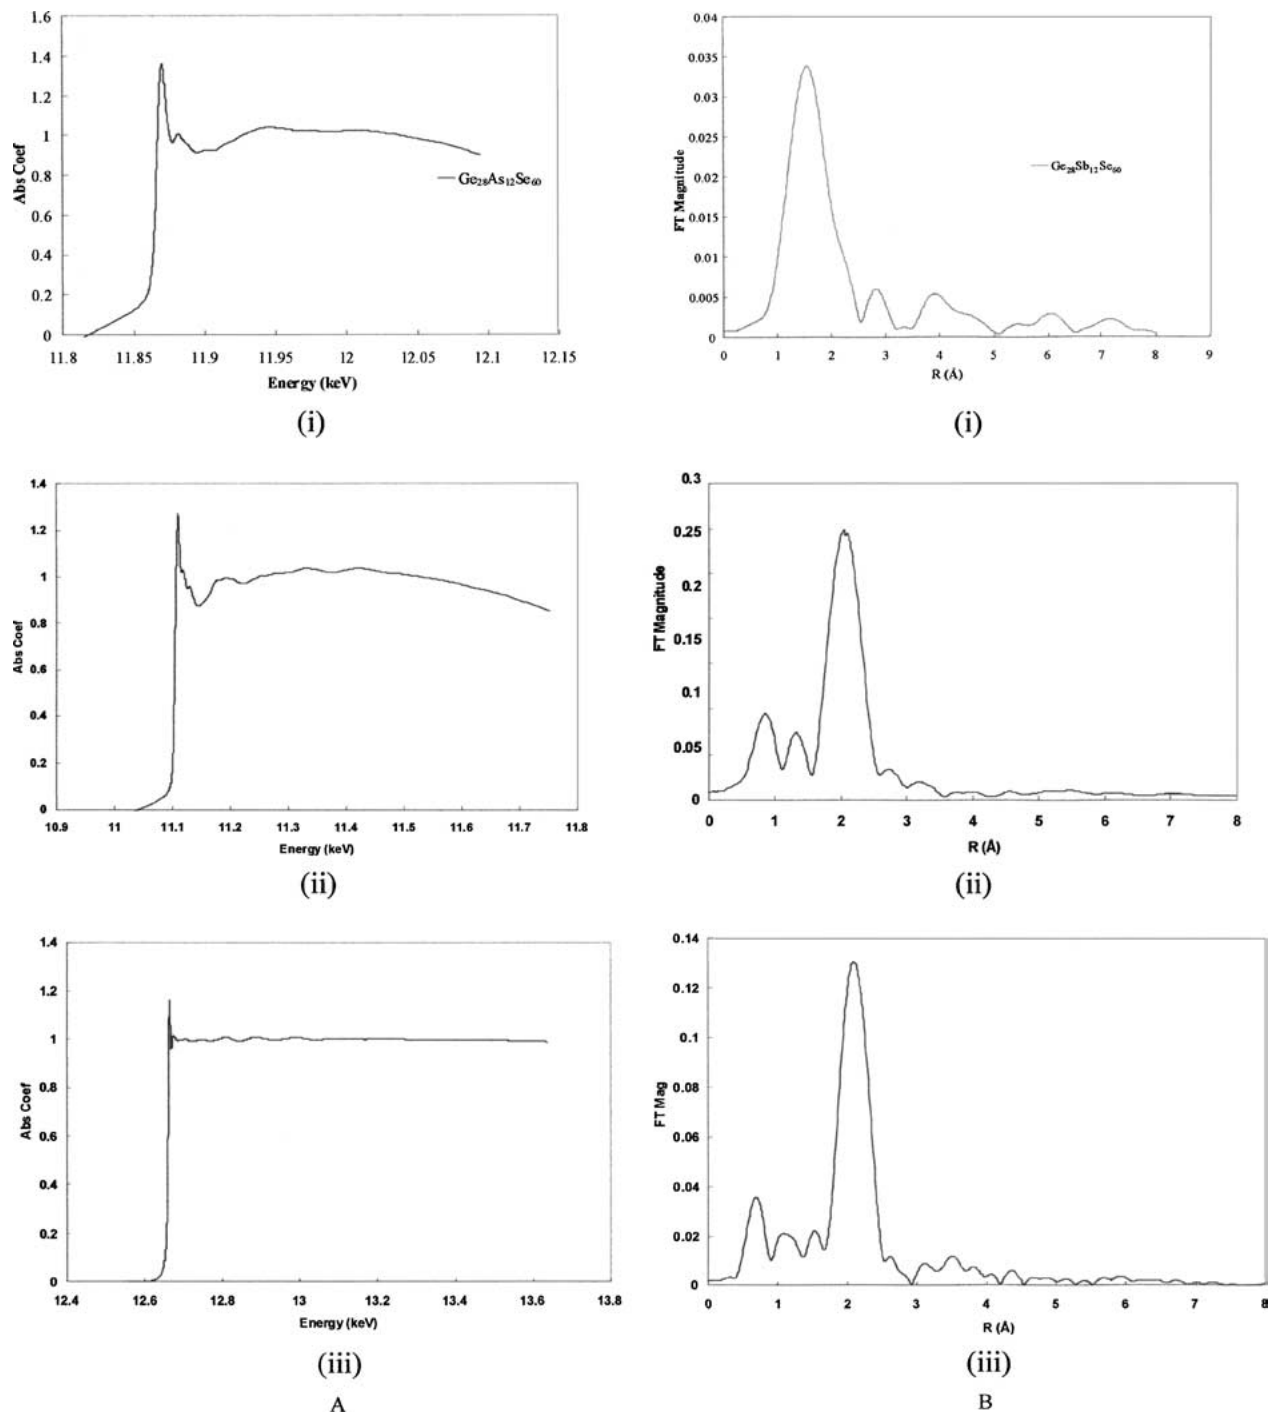 1.6
1.4
1.2
1
0.8
0.6
0.4
0.2
0
Abs Coef
Ge₂₈As₁₂Se₆₀
11.8 11.85 11.9 11.95 12 12.05 12.1 12.15
Energy (keV)
(i)
0.04
0.035
0.03
0.025
0.02
0.015
0.01
0.005
0
FT Magnitude
Ge₂₈Sb₁₂Se₆₀
0 1 2 3 4 5 6 7 8 9
R (Å)
(i)
1.4
1.2
1
0.8
0.6
0.4
0.2
0
Abs Coef
10.9 11 11.1 11.2 11.3 11.4 11.5 11.6 11.7 11.8
Energy (keV)
(ii)
0.3
0.25
0.2
0.15
0.1
0.05
0
FT Magnitude
0 1 2 3 4 5 6 7 8
R (Å)
(ii)
1.4
1.2
1
0.8
0.6
0.4
0.2
0
Abs Coef
12.4 12.6 12.8 13 13.2 13.4 13.6 13.8
Energy (keV)
(iii)
A
0.14
0.12
0.1
0.08
0.06
0.04
0.02
0
FT Mag
0 1 2 3 4 5 6 7 8
R (Å)
(iii)
B